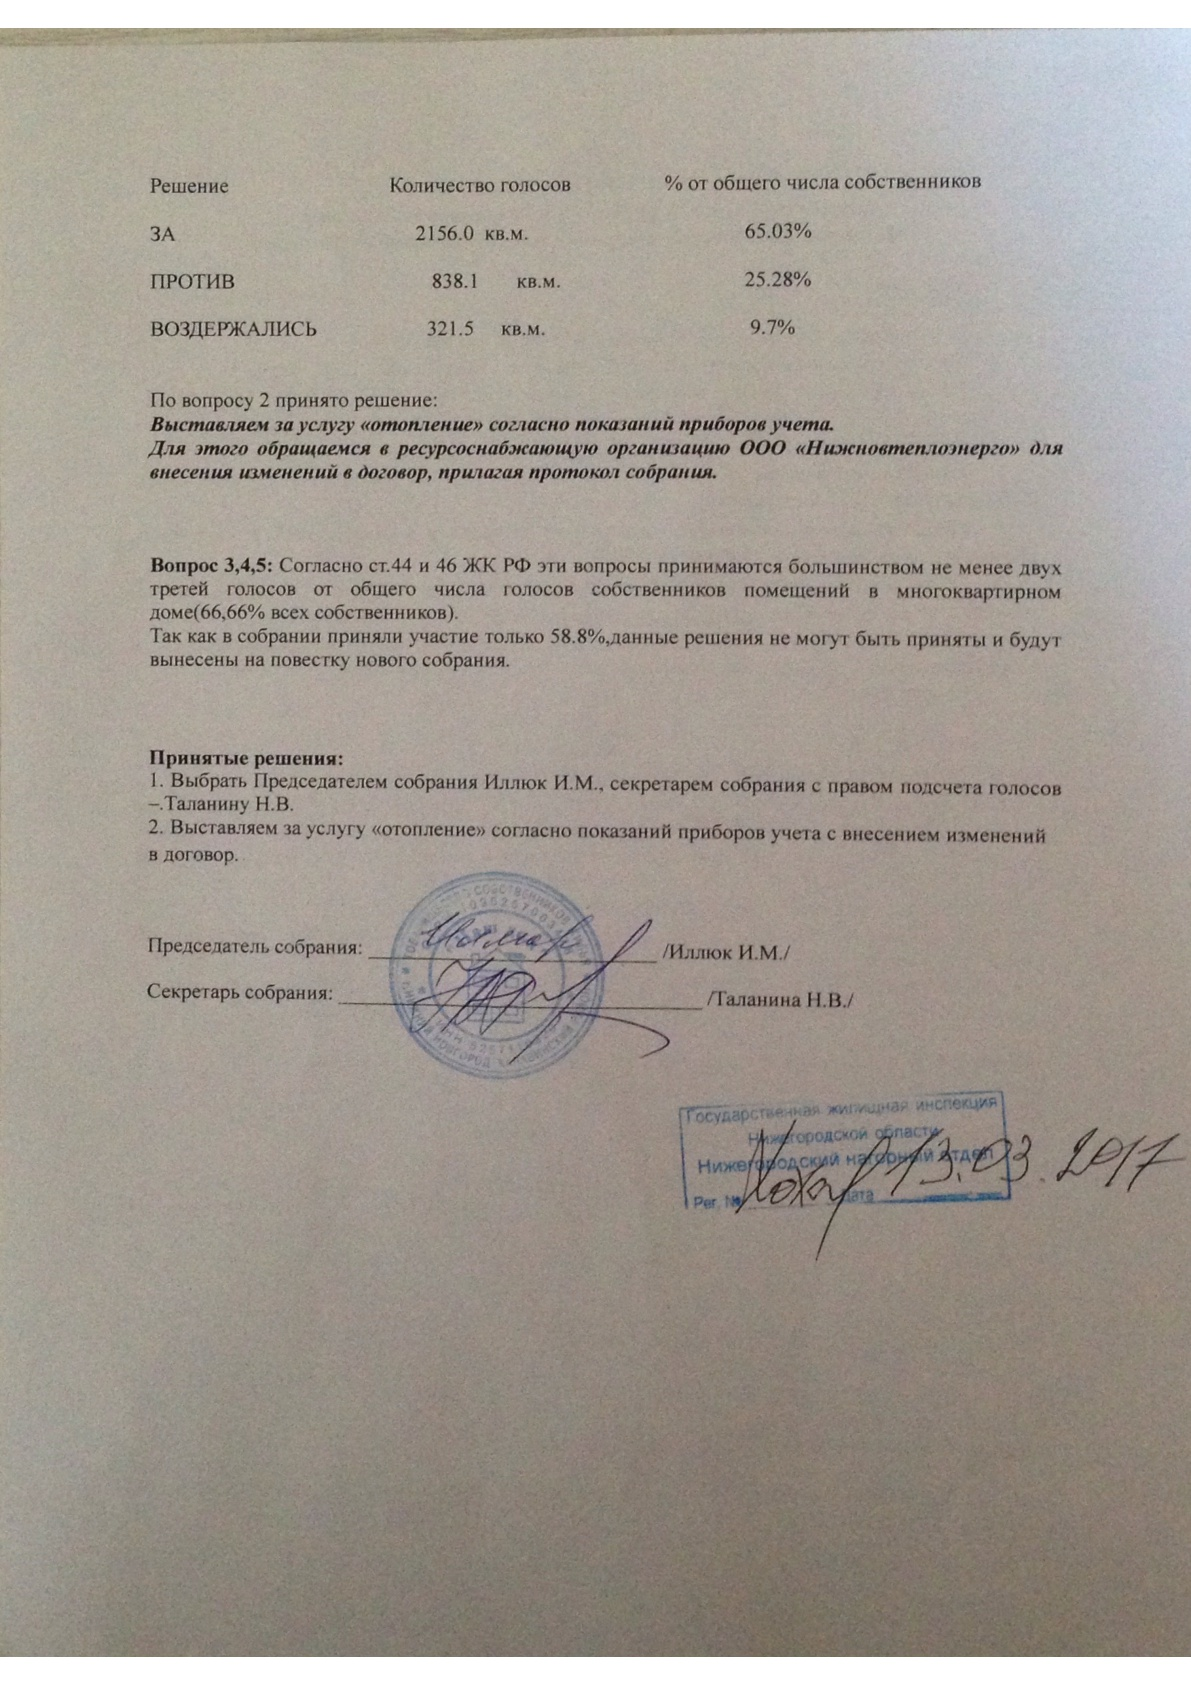 Решение Количество голосов % от общего числа собственников
ЗА 2156.0 кв.м. 65.03%
ПРОТИВ 838.1 кв.м. 25.28%
ВОЗДЕРЖАЛИСЬ 321.5 кв.м. 9.7%
По вопросу 2 принято решение:
Выставляем за услугу «отопление» согласно показаний приборов учета.
Для этого обращаемся в ресурсоснабжающую организацию ООО «Нижновтеплоэнерго» для
внесения изменений в договор, прилагая протокол собрания.
Вопрос 3,4,5: Согласно ст.44 и 46 ЖК РФ эти вопросы принимаются большинством не менее двух
третей голосов от общего числа голосов собственников помещений в многоквартирном
доме(66,66% всех собственников).
Так как в собрании приняли участие только 58.8%,данные решения не могут быть приняты и будут
вынесены на повестку нового собрания.
Принятые решения:
1. Выбрать Председателем собрания Иллюк И.М., секретарем собрания с правом подсчета голосов
–.Таланину Н.В.
2. Выставляем за услугу «отопление» согласно показаний приборов учета с внесением изменений
в договор.
Председатель собрания: /Иллюк И.М./
Секретарь собрания: /Таланина Н.В./
Государственная жилищная инспекция
Нижегородской области
Нижегородский нагорный отдел
Рег. № дата 13.03.2017